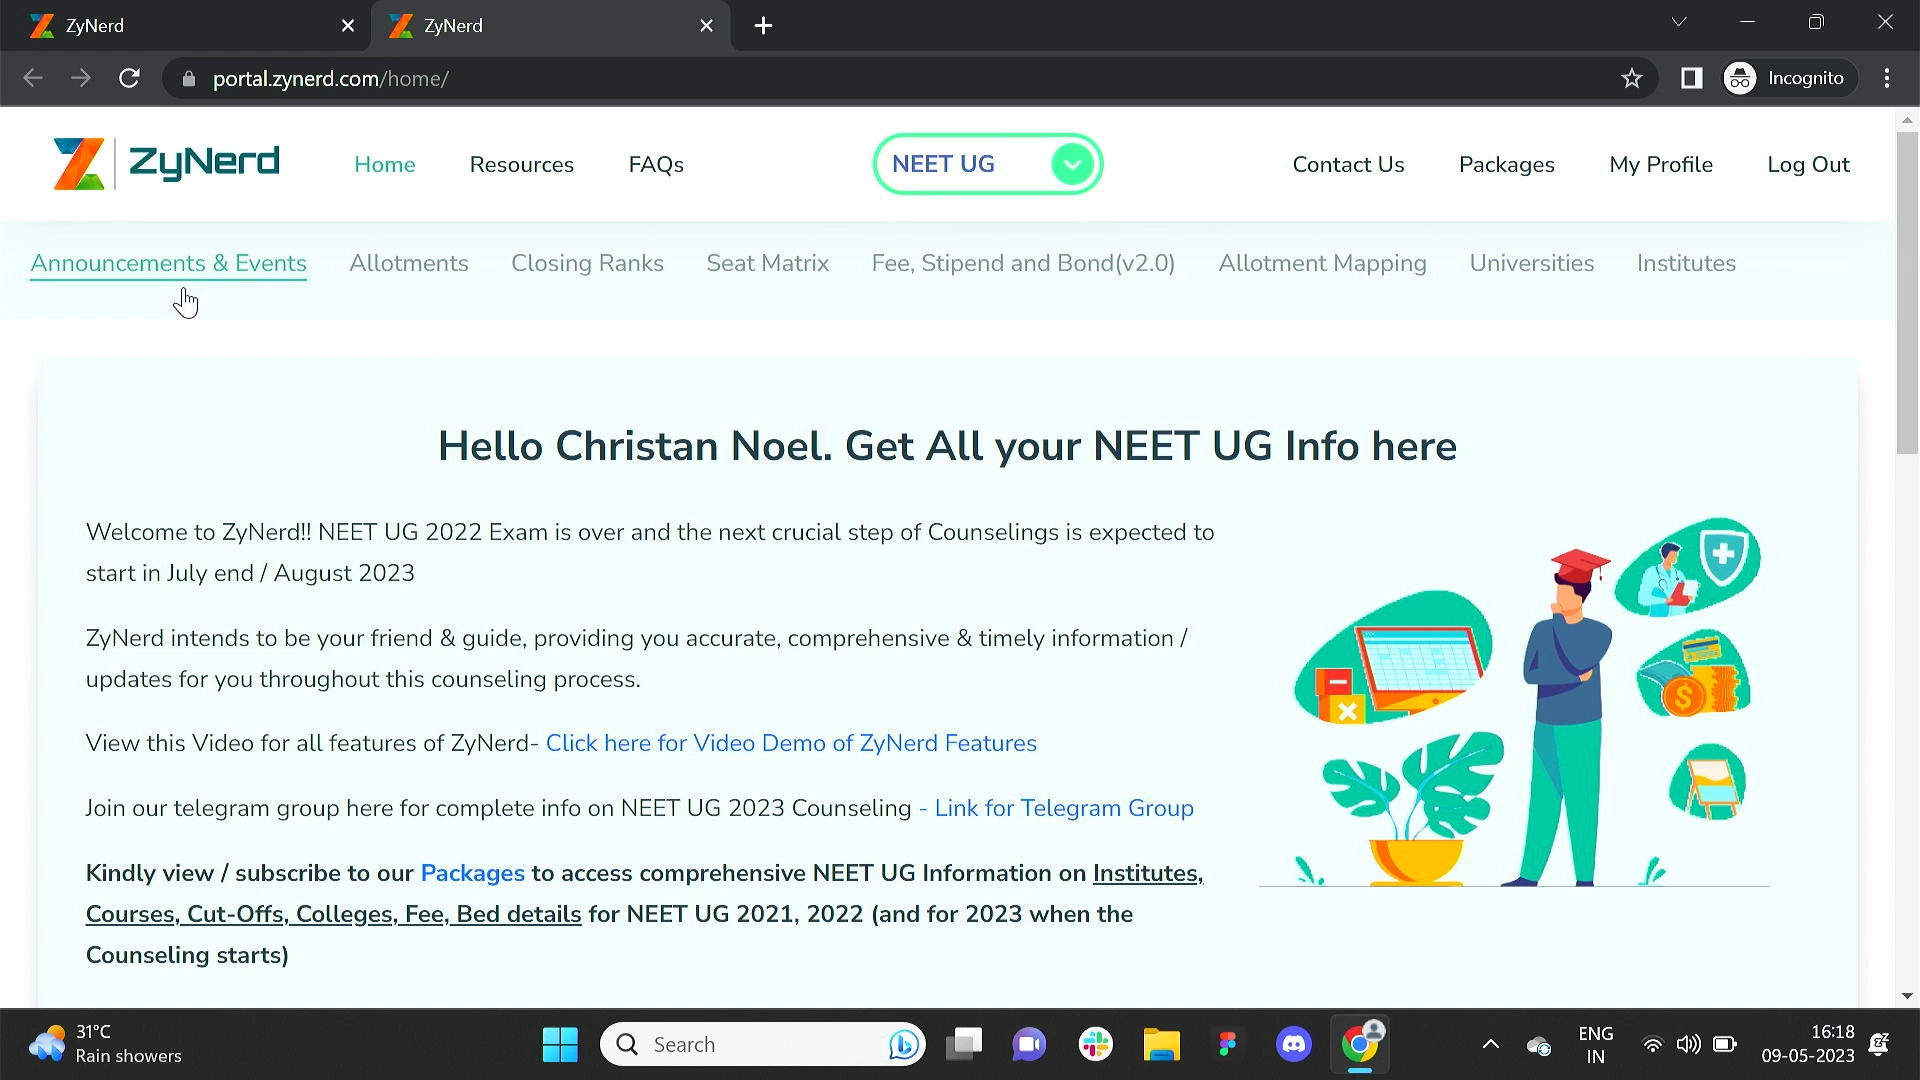 ZyNerd
ZyNerd
portal.zynerd.com/home/
Incognito
ZyNerd
Home
Resources
FAQs
NEET UG
Contact Us
Packages
My Profile
Log Out
Announcements & Events
Allotments
Closing Ranks
Seat Matrix
Fee, Stipend and Bond(v2.0)
Allotment Mapping
Universities
Institutes
Hello Christan Noel. Get All your NEET UG Info here
Welcome to ZyNerd!! NEET UG 2022 Exam is over and the next crucial step of Counselings is expected to
start in July end / August 2023
ZyNerd intends to be your friend & guide, providing you accurate, comprehensive & timely information /
updates for you throughout this counseling process.
View this Video for all features of ZyNerd- Click here for Video Demo of ZyNerd Features
Join our telegram group here for complete info on NEET UG 2023 Counseling - Link for Telegram Group
Kindly view / subscribe to our Packages to access comprehensive NEET UG Information on Institutes,
Courses, Cut-Offs, Colleges, Fee, Bed details for NEET UG 2021, 2022 (and for 2023 when the
Counseling starts)
31°C
Rain showers
Search
ENG
IN
16:18
09-05-2023